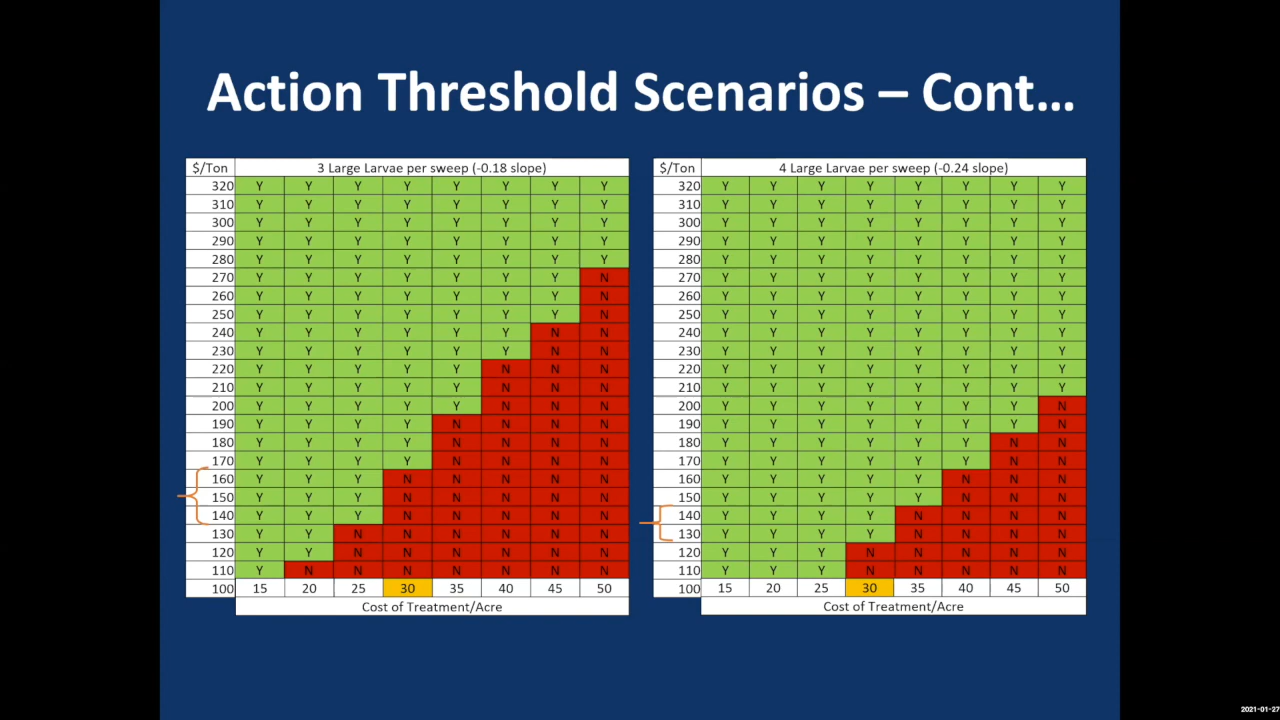 Action Threshold Scenarios – Cont...
$/Ton 3 Large Larvae per sweep (-0.18 slope)
320 Y Y Y Y Y Y Y Y
310 Y Y Y Y Y Y Y Y
300 Y Y Y Y Y Y Y Y
290 Y Y Y Y Y Y Y Y
280 Y Y Y Y Y Y Y Y
270 Y Y Y Y Y Y Y N
260 Y Y Y Y Y Y Y N
250 Y Y Y Y Y Y Y N
240 Y Y Y Y Y Y N N
230 Y Y Y Y Y Y N N
220 Y Y Y Y Y N N N
210 Y Y Y Y Y N N N
200 Y Y Y Y Y N N N
190 Y Y Y Y N N N N
180 Y Y Y Y N N N N
170 Y Y Y Y N N N N
160 Y Y Y N N N N N
150 Y Y Y N N N N N
140 Y Y Y N N N N N
130 Y Y N N N N N N
120 Y Y N N N N N N
110 Y N N N N N N N
100 15 20 25 30 35 40 45 50
Cost of Treatment/Acre
$/Ton 4 Large Larvae per sweep (-0.24 slope)
320 Y Y Y Y Y Y Y Y
310 Y Y Y Y Y Y Y Y
300 Y Y Y Y Y Y Y Y
290 Y Y Y Y Y Y Y Y
280 Y Y Y Y Y Y Y Y
270 Y Y Y Y Y Y Y Y
260 Y Y Y Y Y Y Y Y
250 Y Y Y Y Y Y Y Y
240 Y Y Y Y Y Y Y Y
230 Y Y Y Y Y Y Y Y
220 Y Y Y Y Y Y Y Y
210 Y Y Y Y Y Y Y Y
200 Y Y Y Y Y Y Y N
190 Y Y Y Y Y Y Y N
180 Y Y Y Y Y Y N N
170 Y Y Y Y Y Y N N
160 Y Y Y Y Y N N N
150 Y Y Y Y Y N N N
140 Y Y Y Y N N N N
130 Y Y Y Y N N N N
120 Y Y Y N N N N N
110 Y Y Y N N N N N
100 15 20 25 30 35 40 45 50
Cost of Treatment/Acre
2021-01-27